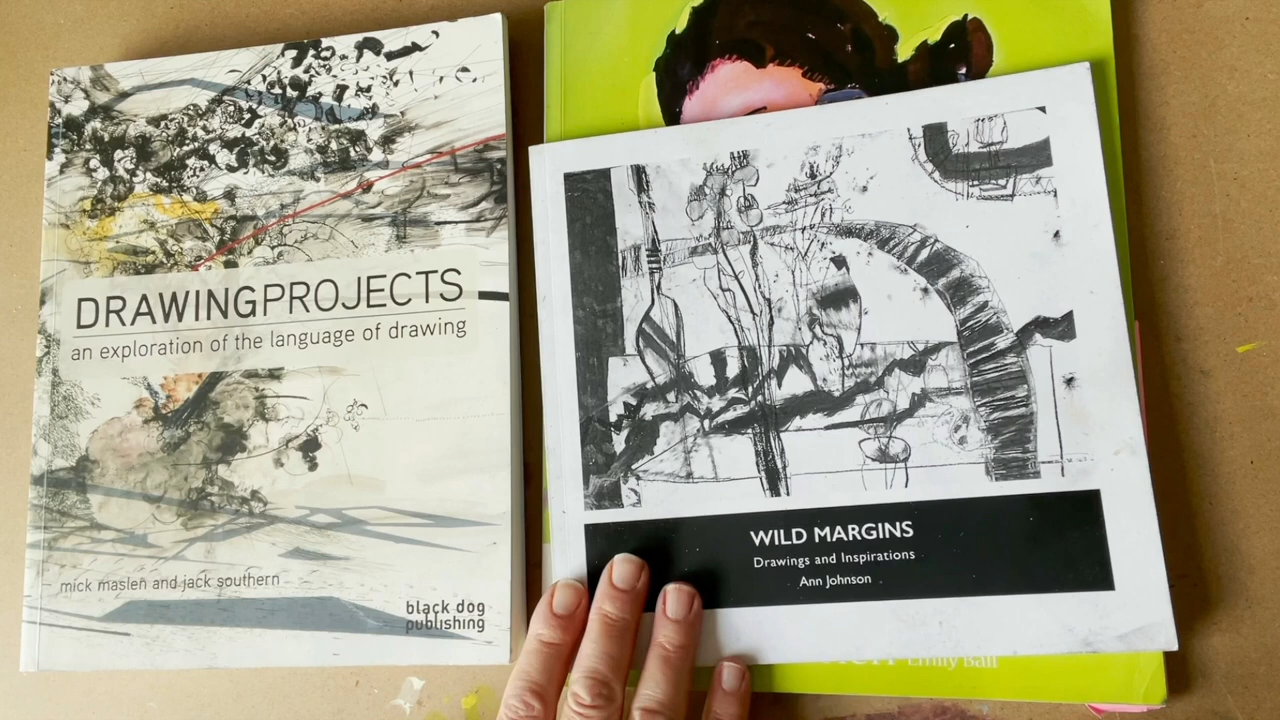 DRAWINGPROJECTS
an exploration of the language of drawing
mick maslen and jack southern
black dog
publishing
WILD MARGINS
Drawings and Inspirations
Ann Johnson
Emily Ball